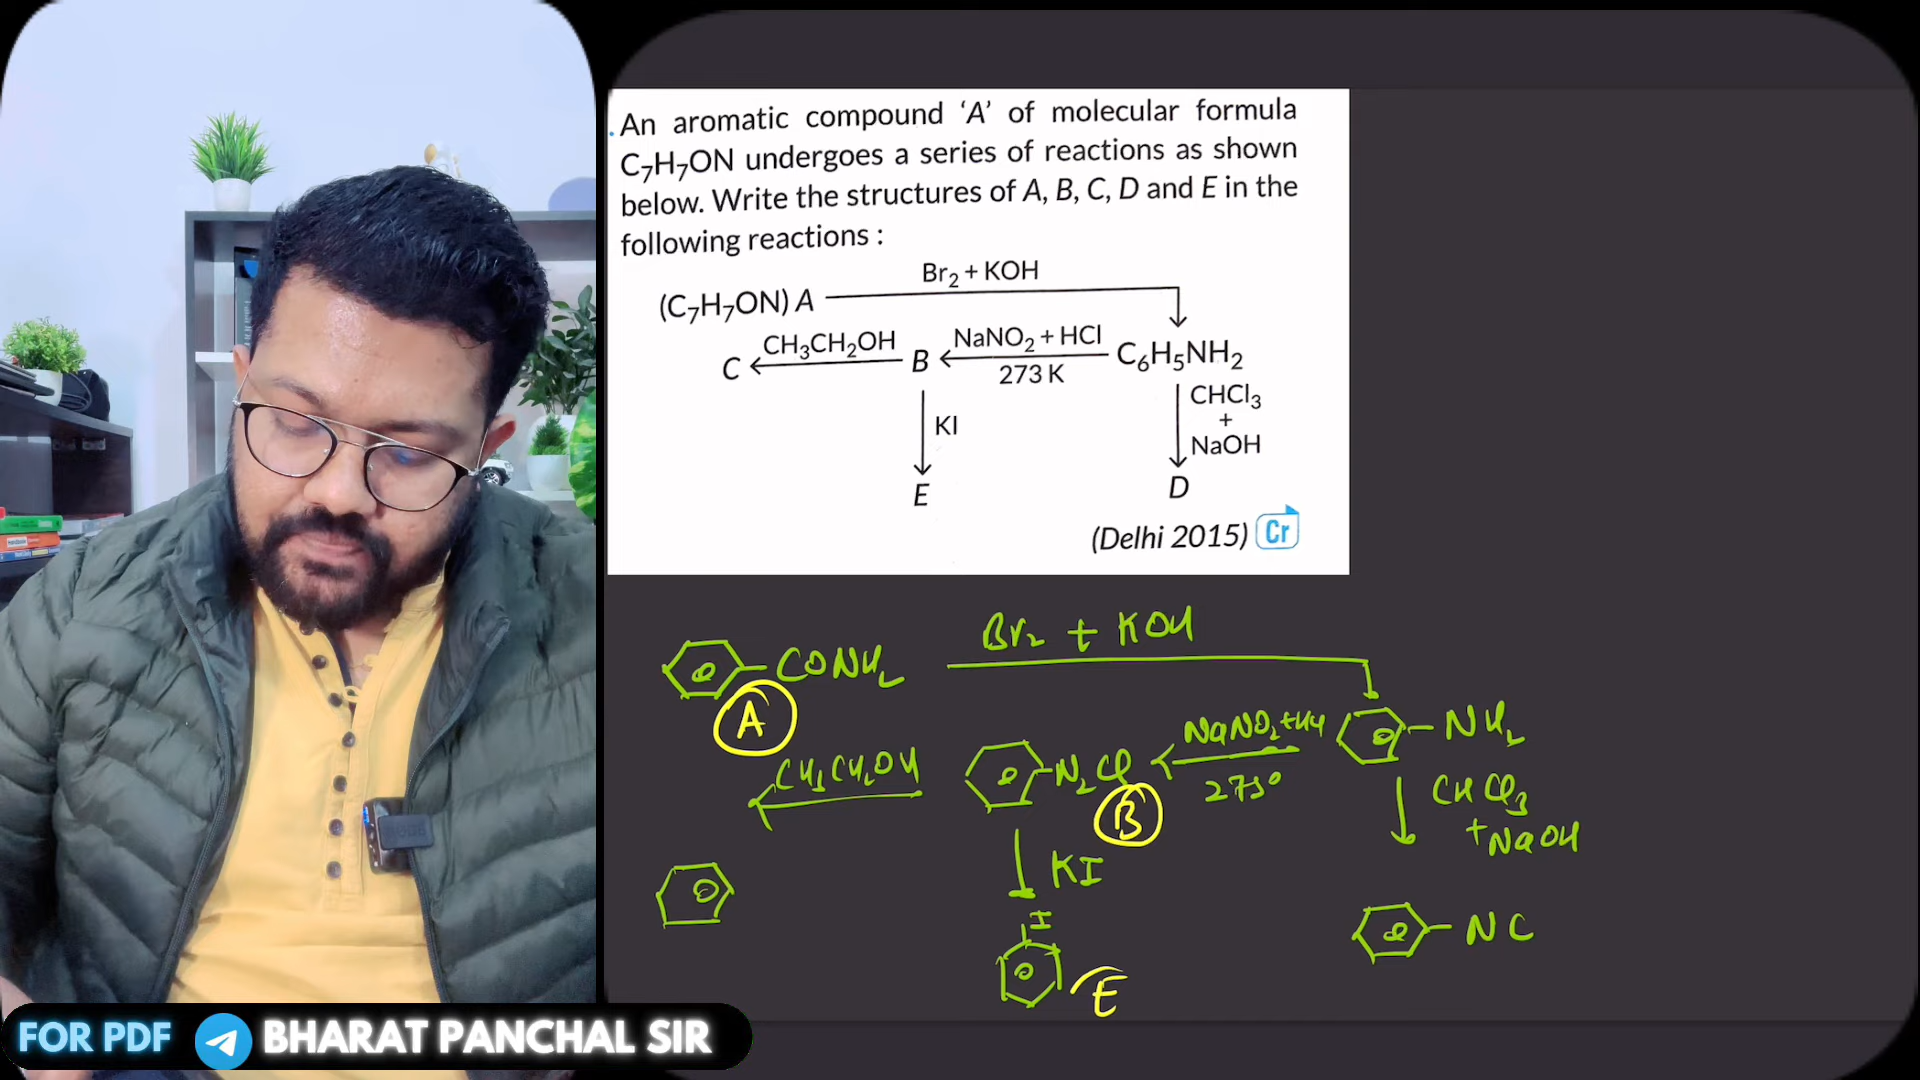 An aromatic compound ‘A’ of molecular formula
C₇H₇ON undergoes a series of reactions as shown
below. Write the structures of A, B, C, D and E in the
following reactions :
Br₂ + KOH
(C₇H₇ON) A
C CH₃CH₂OH B NaNO₂ + HCl C₆H₅NH₂
273 K
KI
CHCl₃
+
NaOH
E
D
(Delhi 2015) Cr
Br₂ + KOH
CONH₂
A
NH₂
NaNO₂+HCl
CH₃CH₂OH
N₂Cl
273°
B
CHCl₃
+NaOH
KI
I
NC
E
FOR PDF BHARAT PANCHAL SIR